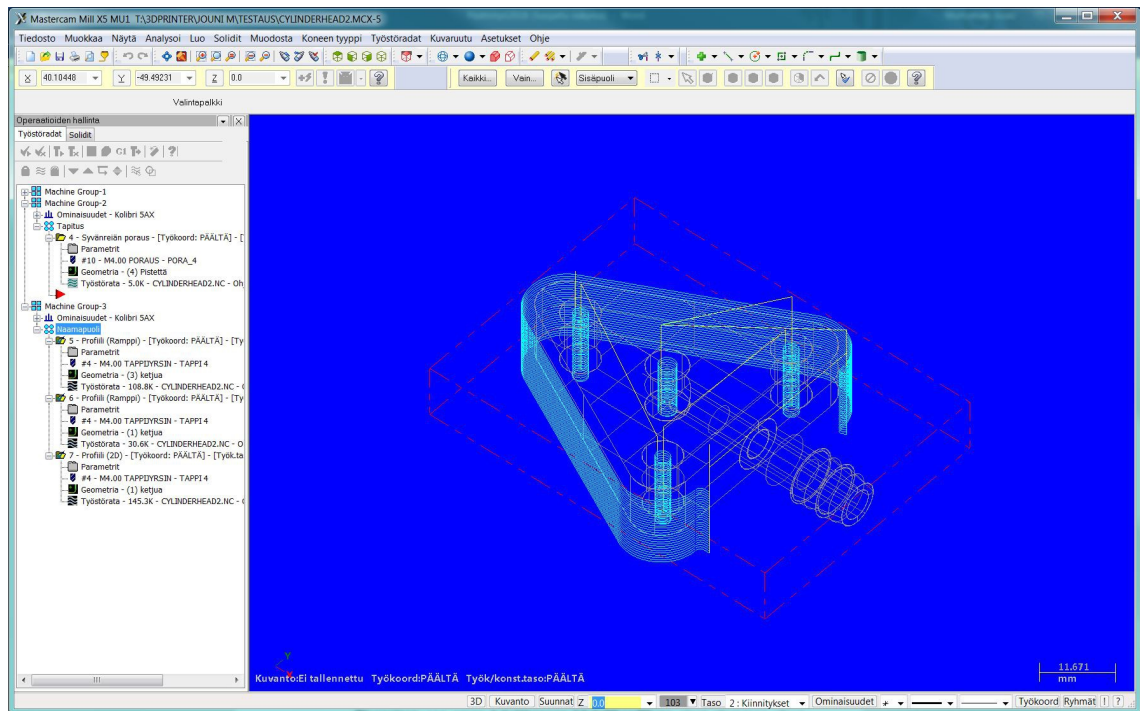 Mastercam Mill X5 MU1 T:\3DPRINTER\JOUNI M\TESTAUS\CYLINDERHEAD2.MCX-5
Tiedosto Muokkaa Näytä Analysoi Luo Solidit Muodosta Koneen tyyppi Työstöradat Kuvaruutu Asetukset Ohje
X 40.10448 Y -49.49231 Z 0.0 Kaikki... Vain... Sisäpuoli
Valintapalkki
Operaatioiden hallinta
Työstöradat Solidit
G1
Machine Group-1
Machine Group-2
Ominaisuudet - Kolibri 5AX
Tapitus
4 - Syvänreiän poraus - [Työkoord: PÄÄLTÄ] - [
Parametrit
#10 - M4.00 PORAUS - PORA_4
Geometria - (4) Pistettä
Työstörata - 5.0K - CYLINDERHEAD2.NC - Oh
Machine Group-3
Ominaisuudet - Kolibri 5AX
Naamapuoli
5 - Profiili (Ramppi) - [Työkoord: PÄÄLTÄ] - [Ty
Parametrit
#4 - M4.00 TAPPIJYRSIN - TAPPI 4
Geometria - (3) ketjua
Työstörata - 108.8K - CYLINDERHEAD2.NC - O
6 - Profiili (Ramppi) - [Työkoord: PÄÄLTÄ] - [Ty
Parametrit
#4 - M4.00 TAPPIJYRSIN - TAPPI 4
Geometria - (1) ketjua
Työstörata - 30.6K - CYLINDERHEAD2.NC - O
7 - Profiili (2D) - [Työkoord: PÄÄLTÄ] - [Työk.ta
Parametrit
#4 - M4.00 TAPPIJYRSIN - TAPPI 4
Geometria - (1) ketjua
Työstörata - 145.3K - CYLINDERHEAD2.NC - O
Y
X
Kuvanto:Ei tallennettu Työkoord:PÄÄLTÄ Työk/konst.taso:PÄÄLTÄ
11.671
mm
3D Kuvanto Suunnat Z 0.0 103 Taso 2 : Kiinnitykset Ominaisuudet Työkoord Ryhmät ! ?